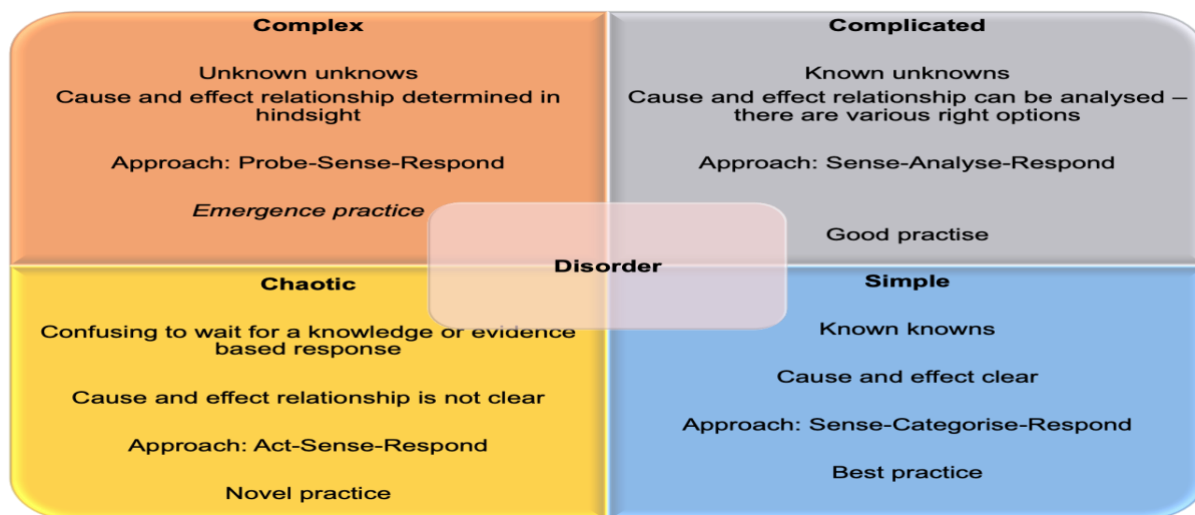 Complex
Unknown unknows
Cause and effect relationship determined in
hindsight
Approach: Probe-Sense-Respond
Emergence practice
Complicated
Known unknowns
Cause and effect relationship can be analysed –
there are various right options
Approach: Sense-Analyse-Respond
Good practise
Disorder
Chaotic
Confusing to wait for a knowledge or evidence
based response
Cause and effect relationship is not clear
Approach: Act-Sense-Respond
Novel practice
Simple
Known knowns
Cause and effect clear
Approach: Sense-Categorise-Respond
Best practice